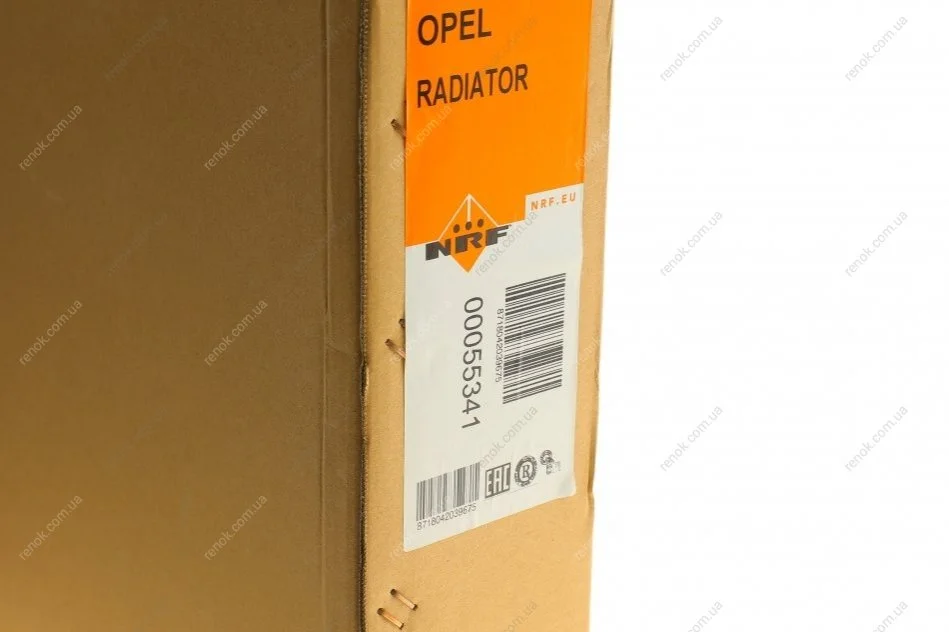 OPEL
RADIATOR
NRF.EU
NRF
00055341
8718042039675
8718042039675
EAC
R
renok.com.ua